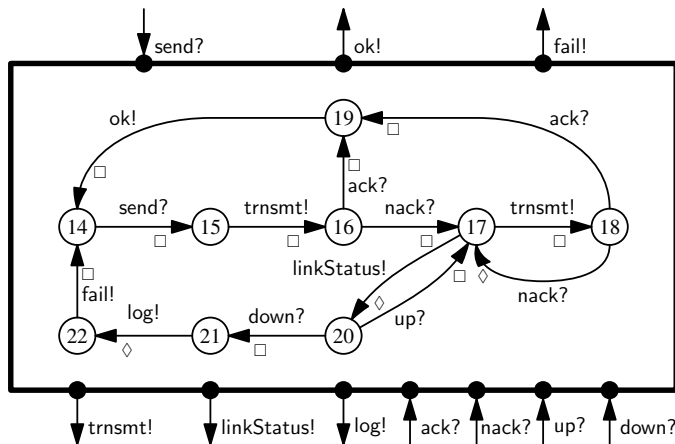 send? ok! fail!
ok! 19 ack?
□ □
□
ack?
send? trnsmt! nack? trnsmt!
14 15 16 17 18
□ □ □ □
linkStatus!
□ □ ◊
fail! log! down? ◊ up? nack?
22 21 20
◊ □
trnsmt! linkStatus! log! ack? nack? up? down?